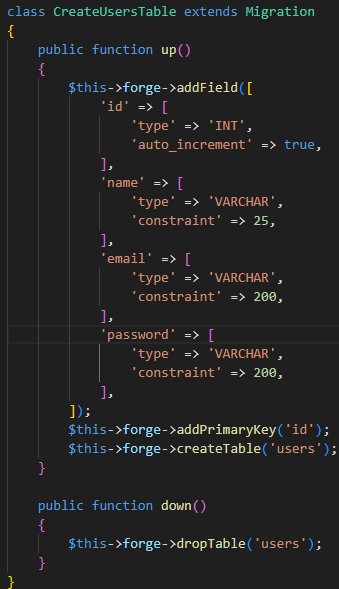 class CreateUsersTable extends Migration
{
    public function up()
    {
        $this->forge->addField([
            'id' => [
                'type' => 'INT',
                'auto_increment' => true,
            ],
            'name' => [
                'type' => 'VARCHAR',
                'constraint' => 25,
            ],
            'email' => [
                'type' => 'VARCHAR',
                'constraint' => 200,
            ],
            'password' => [
                'type' => 'VARCHAR',
                'constraint' => 200,
            ],
        ]);
        $this->forge->addPrimaryKey('id');
        $this->forge->createTable('users');
    }

    public function down()
    {
        $this->forge->dropTable('users');
    }
}